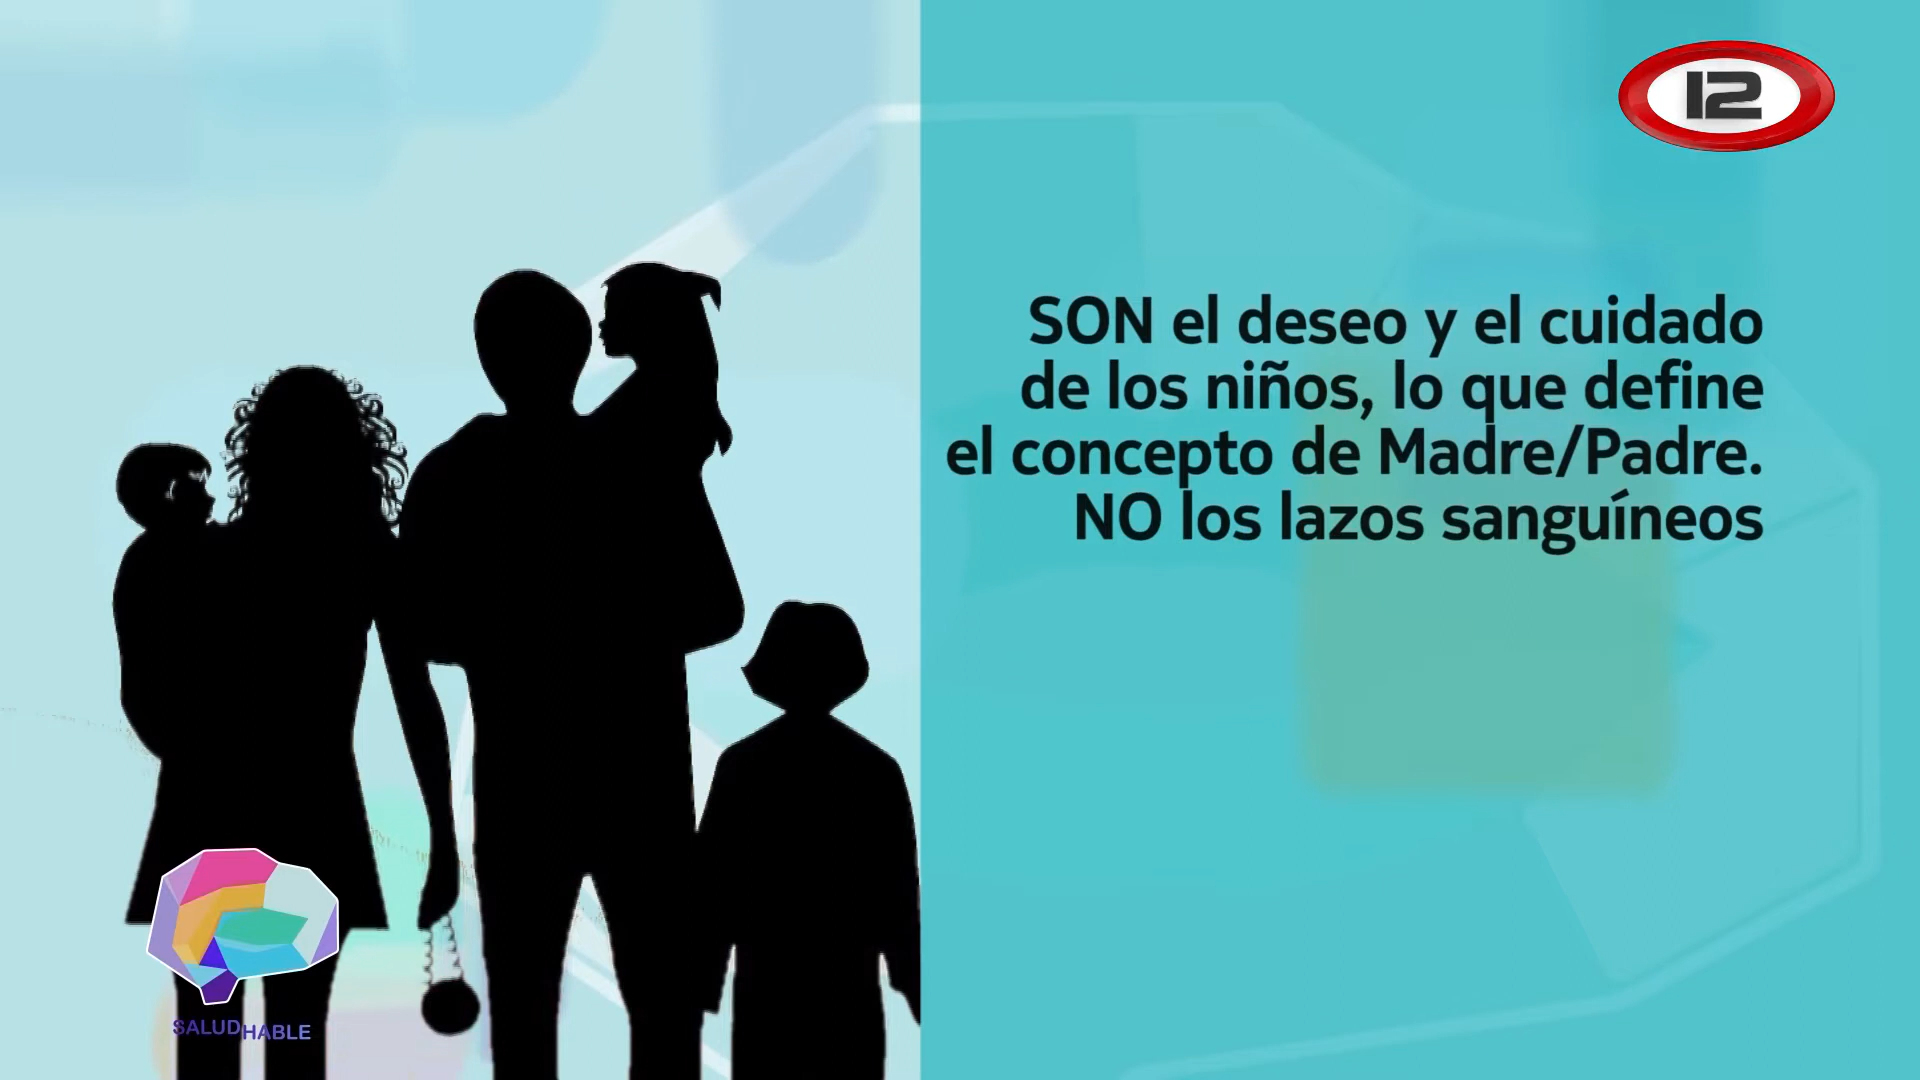 12
SON el deseo y el cuidado
de los niños, lo que define
el concepto de Madre/Padre.
NO los lazos sanguíneos
SALUDHABLE